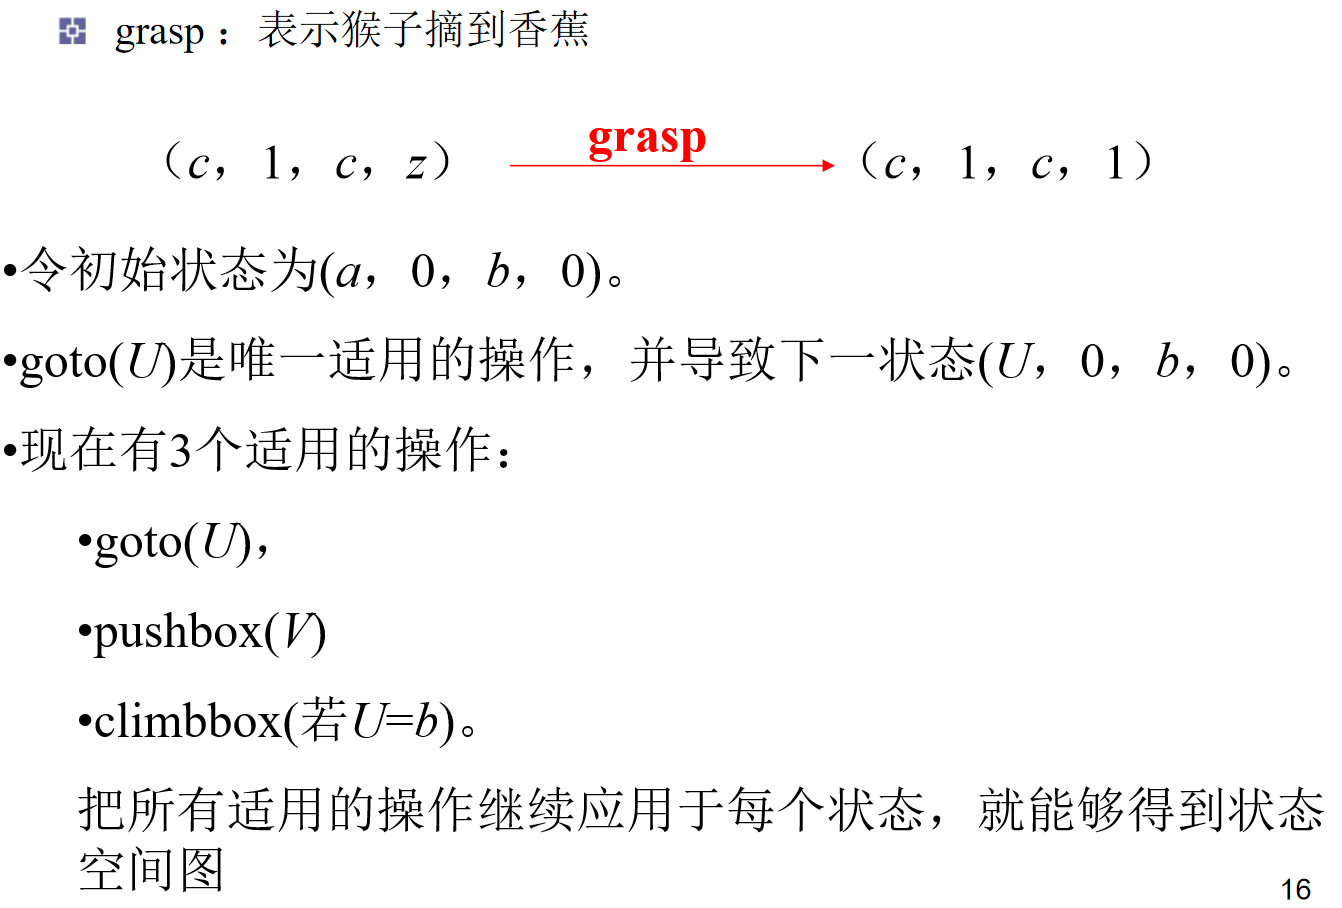 grasp：表示猴子摘到香蕉
grasp
（c，1，c，z）（c，1，c，1）
•令初始状态为(a，0，b，0)。
•goto(U)是唯一适用的操作，并导致下一状态(U，0，b，0)。
•现在有3个适用的操作：
•goto(U)，
•pushbox(V)
•climbbox(若U=b)。
把所有适用的操作继续应用于每个状态，就能够得到状态
空间图
16